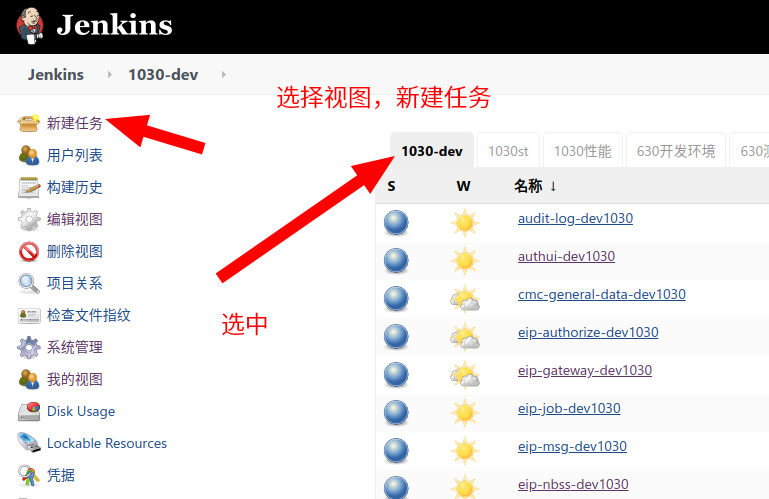 Jenkins
Jenkins 1030-dev
选择视图，新建任务
新建任务
用户列表
构建历史
编辑视图
删除视图
项目关系
检查文件指纹
系统管理
我的视图
Disk Usage
Lockable Resources
凭据
选中
1030-dev 1030st 1030性能 630开发环境 630
S W 名称 ↓
audit-log-dev1030
authui-dev1030
cmc-general-data-dev1030
eip-authorize-dev1030
eip-gateway-dev1030
eip-job-dev1030
eip-msg-dev1030
eip-nbss-dev1030